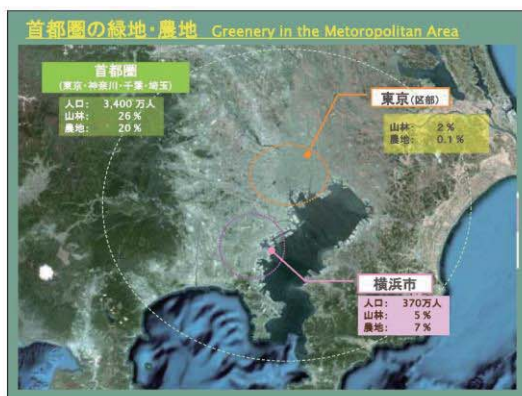 首都圏の緑地・農地 Greenery in the Metoropolitan Area
首都圏
(東京・神奈川・千葉・埼玉)
人口: 3,400 万人
山林: 26 %
農地: 20 %
東京(区部)
山林: 2 %
農地: 0.1 %
横浜市
人口: 370万人
山林: 5 %
農地: 7 %